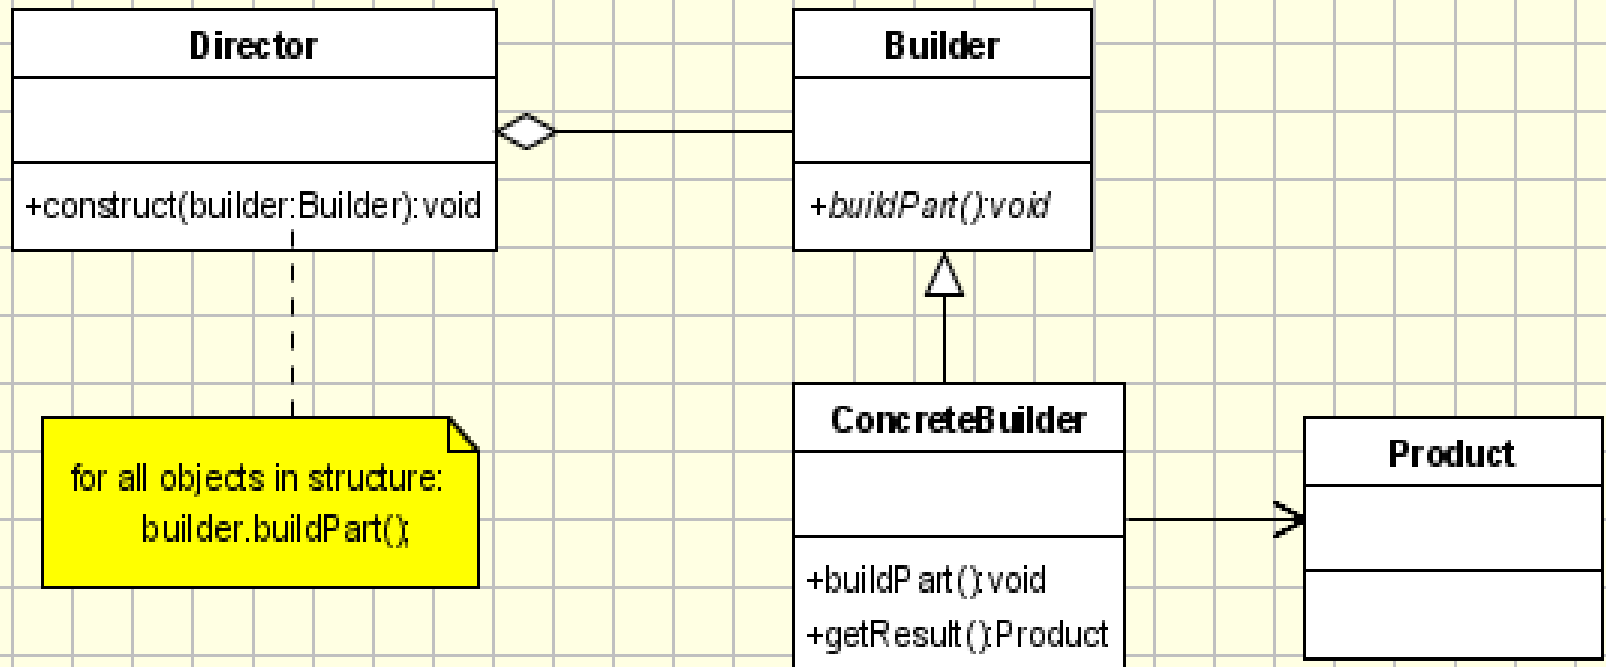 Director
+construct(builder:Builder):void
Builder
+buildPart():void
for all objects in structure:
builder.buildPart();
ConcreteBuilder
+buildPart():void
+getResult():Product
Product